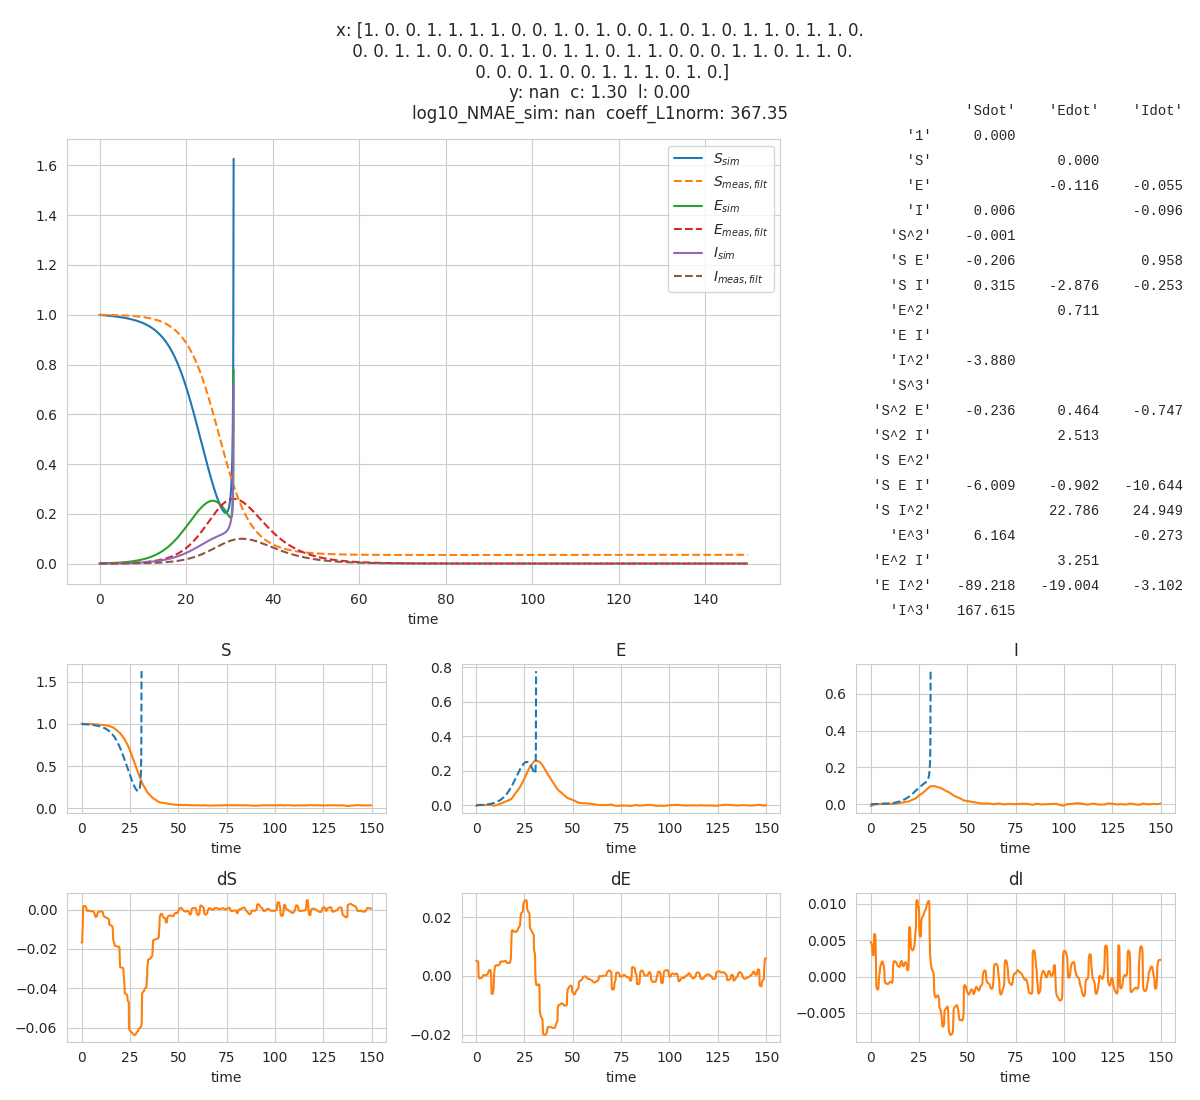 x: [1. 0. 0. 1. 1. 1. 1. 1. 0. 0. 1. 0. 1. 0. 0. 1. 0. 1. 0. 1. 1. 0. 1. 1. 0.
0. 0. 1. 1. 0. 0. 0. 0. 1. 1. 0. 1. 1. 0. 1. 1. 0. 0. 0. 1. 1. 0. 1. 1. 0.
0. 0. 0. 1. 0. 0. 1. 1. 1. 0. 1. 0.]
y: nan c: 1.30 l: 0.00
log10_NMAE_sim: nan coeff_L1norm: 367.35
'Sdot' 'Edot' 'Idot'
'1' 0.000
'S' 0.000
'E' -0.116 -0.055
'I' 0.006 -0.096
'S^2' -0.001
'S E' -0.206 0.958
'S I' 0.315 -2.876 -0.253
'E^2' 0.711
'E I'
'I^2' -3.880
'S^3'
'S^2 E' -0.236 0.464 -0.747
'S^2 I' 2.513
'S E^2'
'S E I' -6.009 -0.902 -10.644
'S I^2' 22.786 24.949
'E^3' 6.164 -0.273
'E^2 I' 3.251
'E I^2' -89.218 -19.004 -3.102
'I^3' 167.615
S_sim
S_meas,filt
E_sim
E_meas,filt
I_sim
I_meas,filt
1.6
1.4
1.2
1.0
0.8
0.6
0.4
0.2
0.0
0 20 40 60 80 100 120 140
time
S
1.5
1.0
0.5
0.0
0 25 50 75 100 125 150
time
E
0.8
0.6
0.4
0.2
0.0
0 25 50 75 100 125 150
time
I
0.6
0.4
0.2
0.0
0 25 50 75 100 125 150
time
dS
0.00
−0.02
−0.04
−0.06
0 25 50 75 100 125 150
time
dE
0.02
0.00
−0.02
0 25 50 75 100 125 150
time
dI
0.010
0.005
0.000
−0.005
0 25 50 75 100 125 150
time